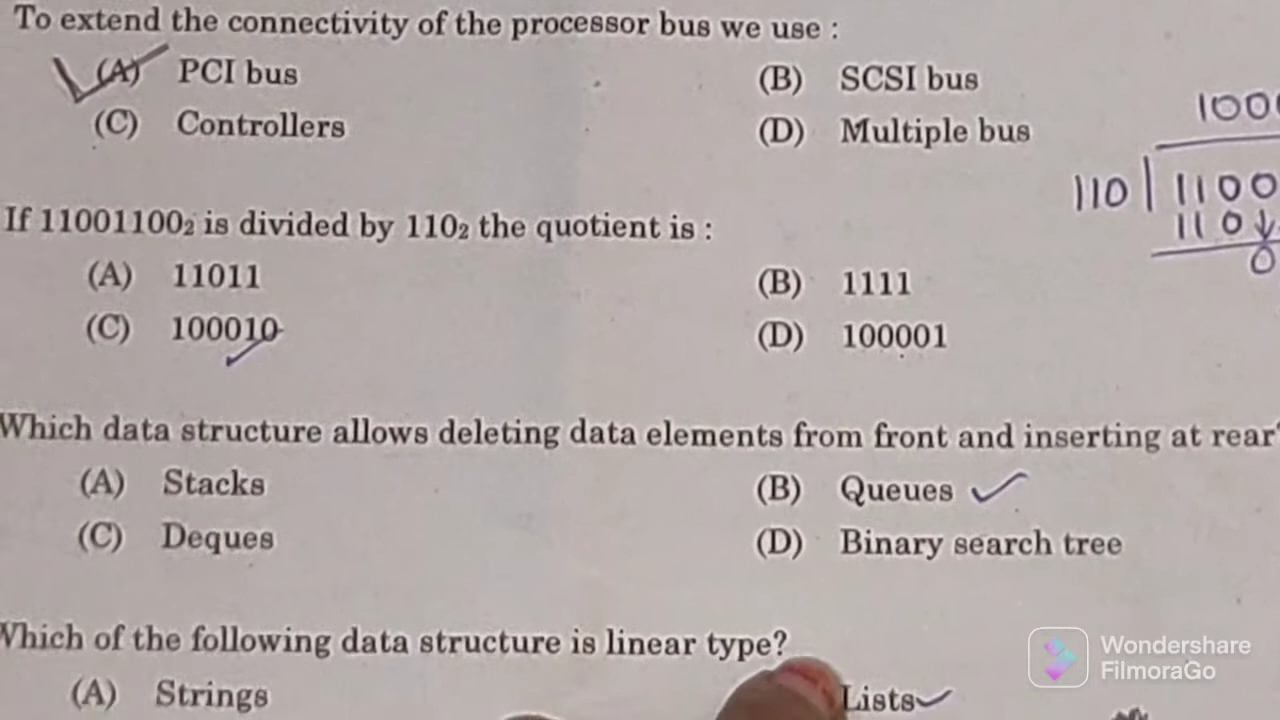 To extend the connectivity of the processor bus we use :
(A) PCI bus (B) SCSI bus
(C) Controllers (D) Multiple bus
If 11001100₂ is divided by 110₂ the quotient is :
(A) 11011 (B) 1111
(C) 100010 (D) 100001
Which data structure allows deleting data elements from front and inserting at rear?
(A) Stacks (B) Queues
(C) Deques (D) Binary search tree
Which of the following data structure is linear type?
(A) Strings Lists
100
110 1100
110
0
Wondershare
FilmoraGo